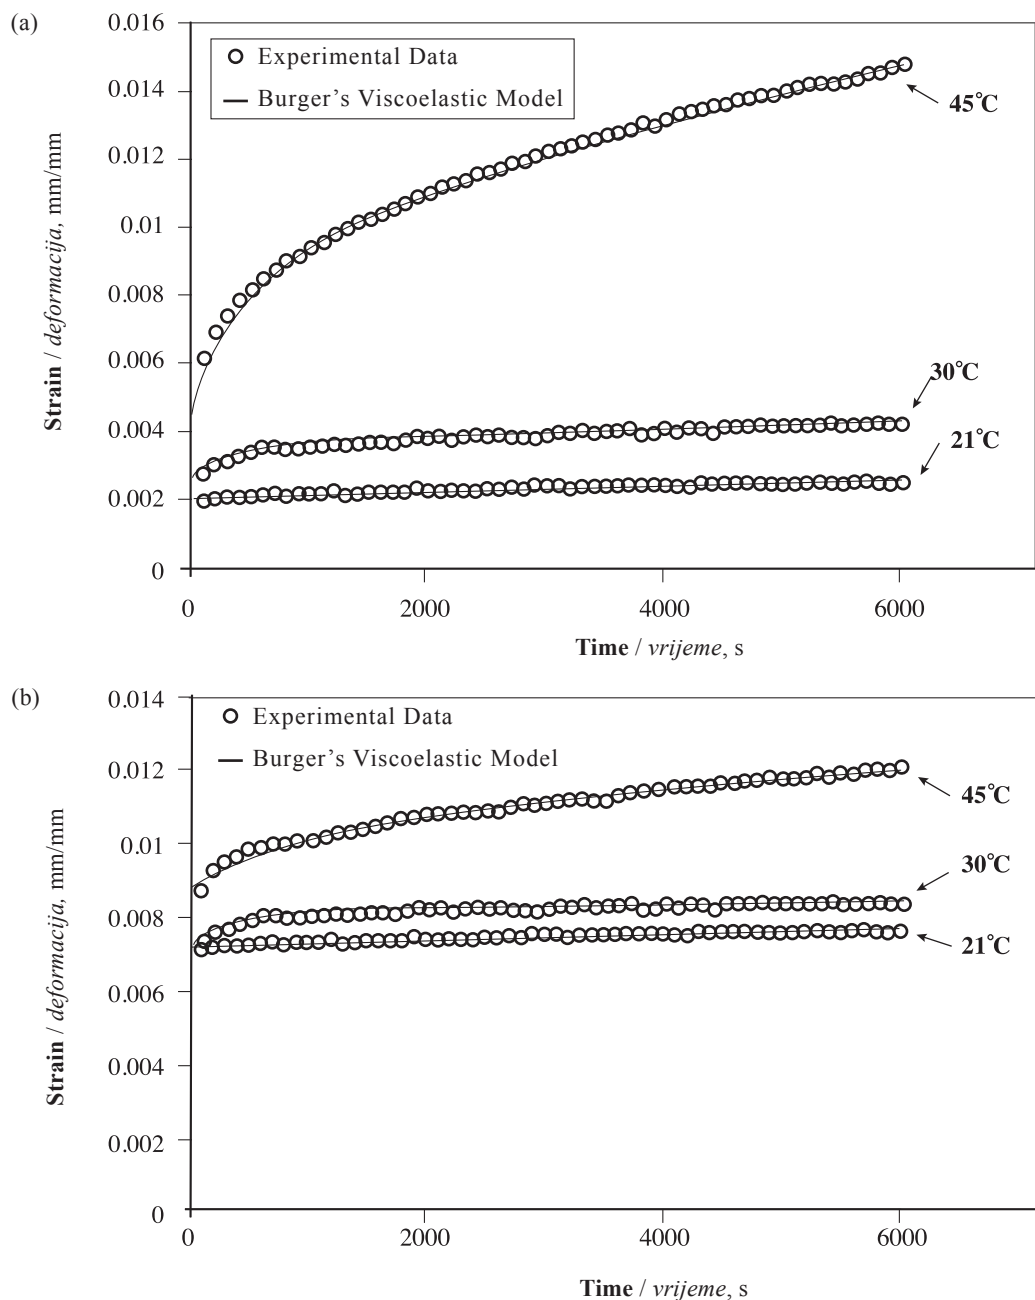 (a)
0.016
0.014
0.012
0.01
0.008
0.006
0.004
0.002
0
Strain / deformacija, mm/mm
Experimental Data
Burger's Viscoelastic Model
45°C
30°C
21°C
0 2000 4000 6000
Time / vrijeme, s
(b)
0.014
0.012
0.01
0.008
0.006
0.004
0.002
0
Strain / deformacija, mm/mm
Experimental Data
Burger's Viscoelastic Model
45°C
30°C
21°C
0 2000 4000 6000
Time / vrijeme, s